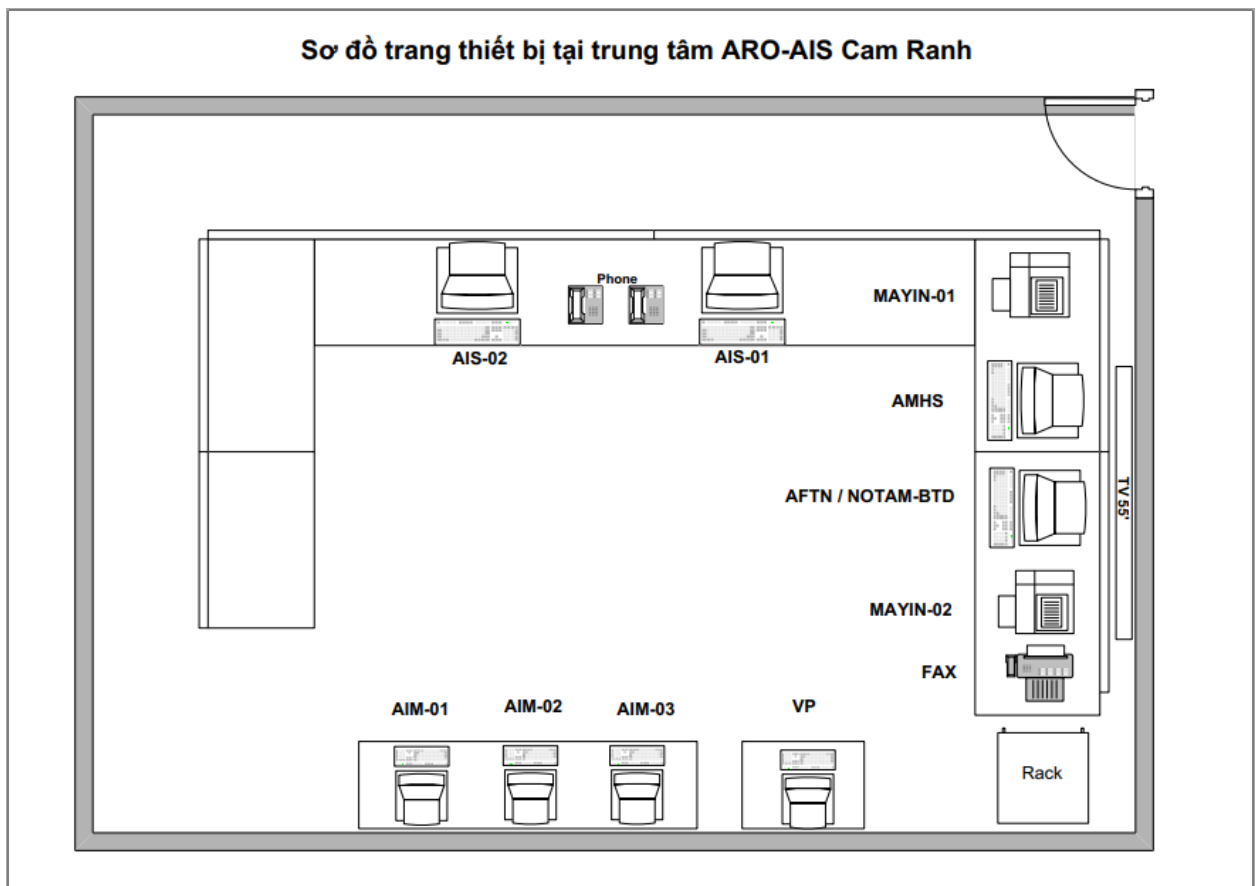 Sơ đồ trang thiết bị tại trung tâm ARO-AIS Cam Ranh
Phone
MAYIN-01
AIS-02
AIS-01
AMHS
AFTN / NOTAM-BTD
TV 55'
MAYIN-02
FAX
AIM-01
AIM-02
AIM-03
VP
Rack